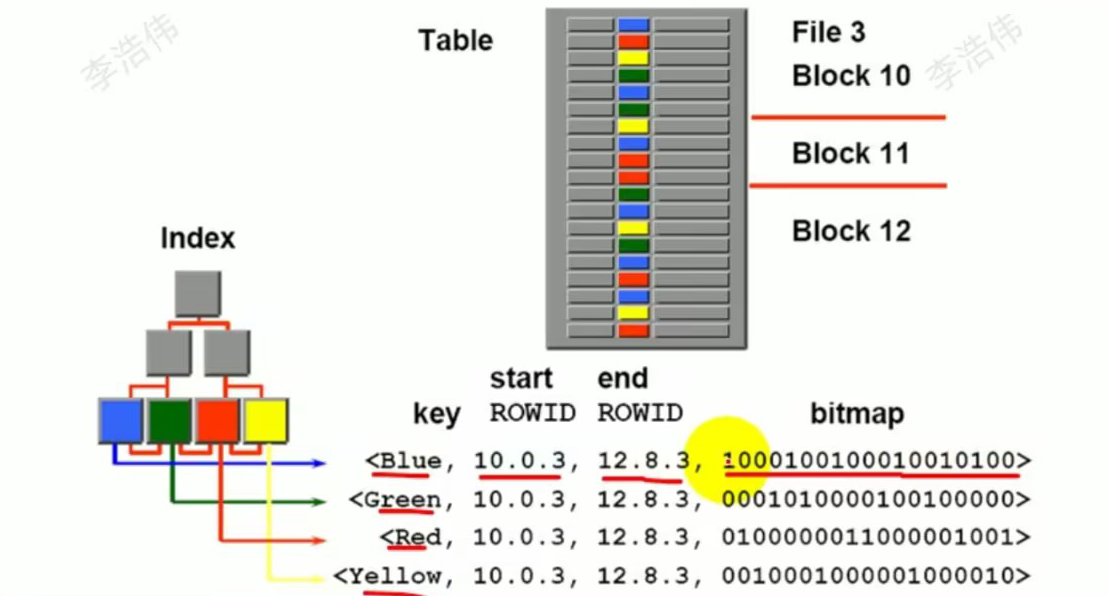 李浩伟
李浩伟
Table
File 3
Block 10
Block 11
Block 12
Index
start end
key ROWID ROWID bitmap
<Blue, 10.0.3, 12.8.3, 1000100100010010100>
<Green, 10.0.3, 12.8.3, 0001010000100100000>
<Red, 10.0.3, 12.8.3, 0100000011000001001>
<Yellow, 10.0.3, 12.8.3, 0010001000001000010>